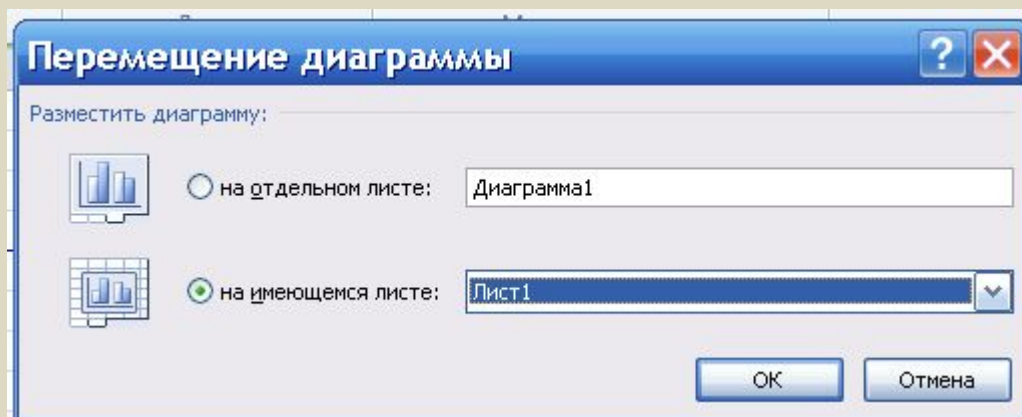 Перемещение диаграммы
Разместить диаграмму:
на отдельном листе: Диаграмма1
на имеющемся листе: Лист1
ОК Отмена